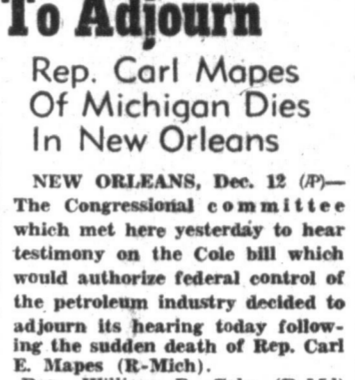 To Adjourn
Rep. Carl Mapes
Of Michigan Dies
In New Orleans
NEW ORLEANS, Dec. 12 (AP)—
The Congressional committee
which met here yesterday to hear
testimony on the Cole bill which
would authorize federal control of
the petroleum industry decided to
adjourn its hearing today follow-
ing the sudden death of Rep. Carl
E. Mapes (R-Mich).